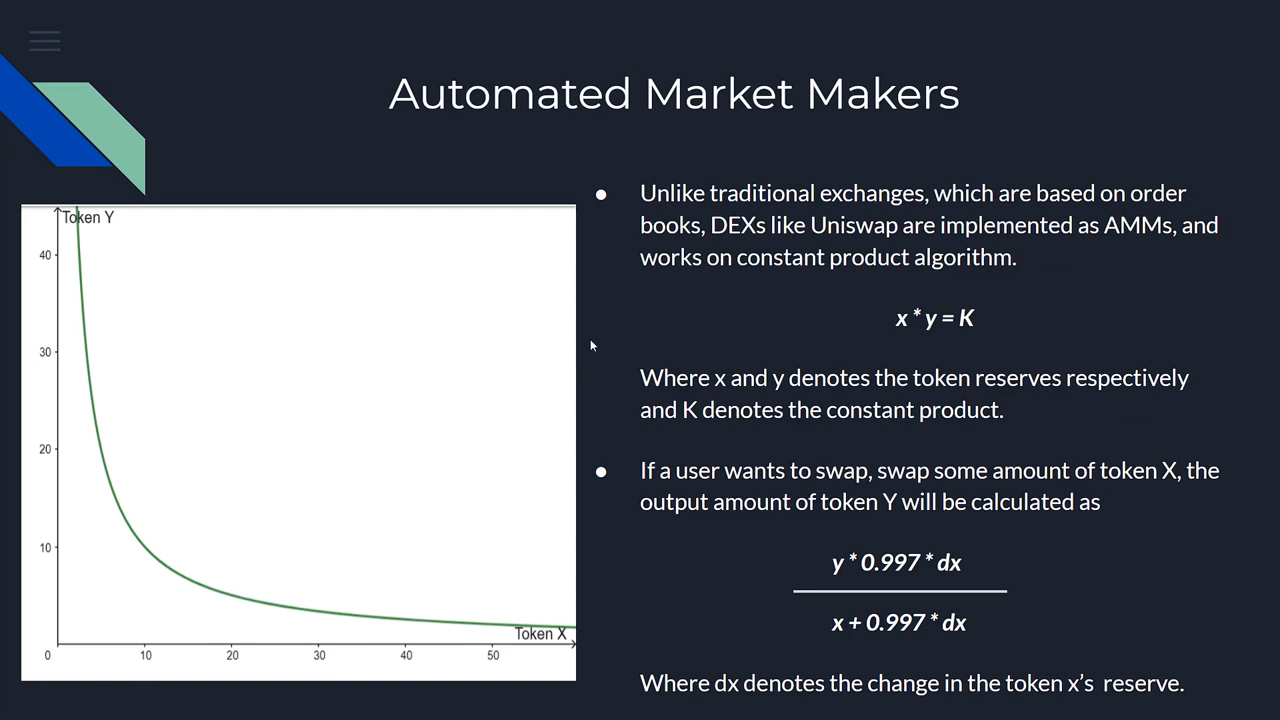 Automated Market Makers
Token Y
40
30
20
10
0
10
20
30
40
50
Token X
● Unlike traditional exchanges, which are based on order
books, DEXs like Uniswap are implemented as AMMs, and
works on constant product algorithm.
x * y = K
Where x and y denotes the token reserves respectively
and K denotes the constant product.
● If a user wants to swap, swap some amount of token X, the
output amount of token Y will be calculated as
y * 0.997 * dx
x + 0.997 * dx
Where dx denotes the change in the token x’s reserve.